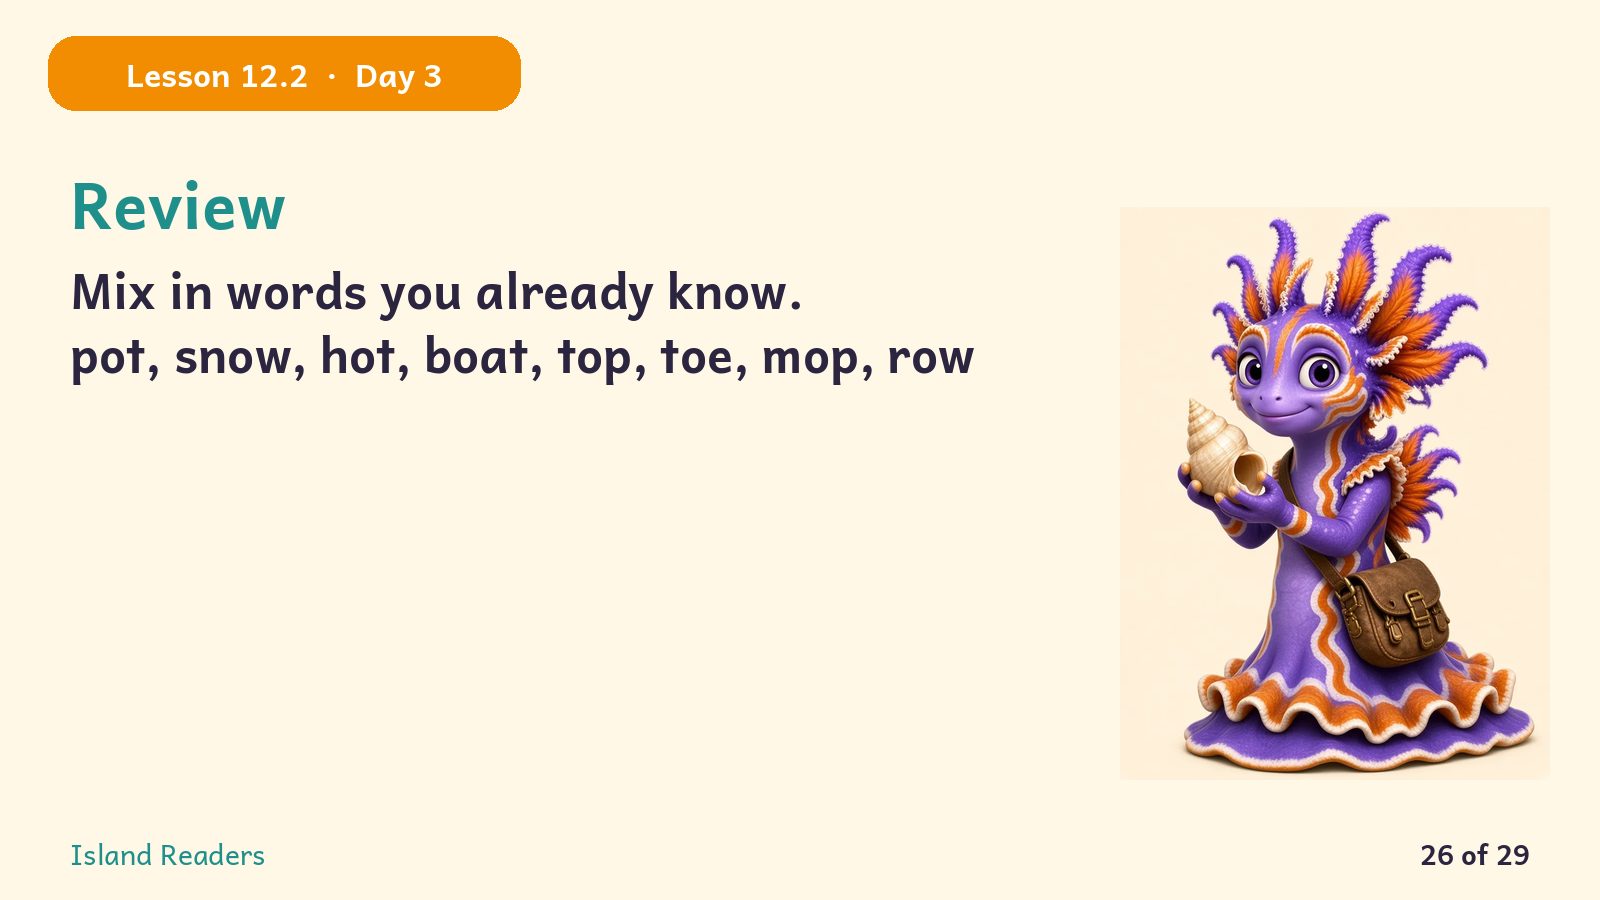 Lesson 12.2 · Day 3
Review
Mix in words you already know.
pot, snow, hot, boat, top, toe, mop, row
Island Readers
26 of 29